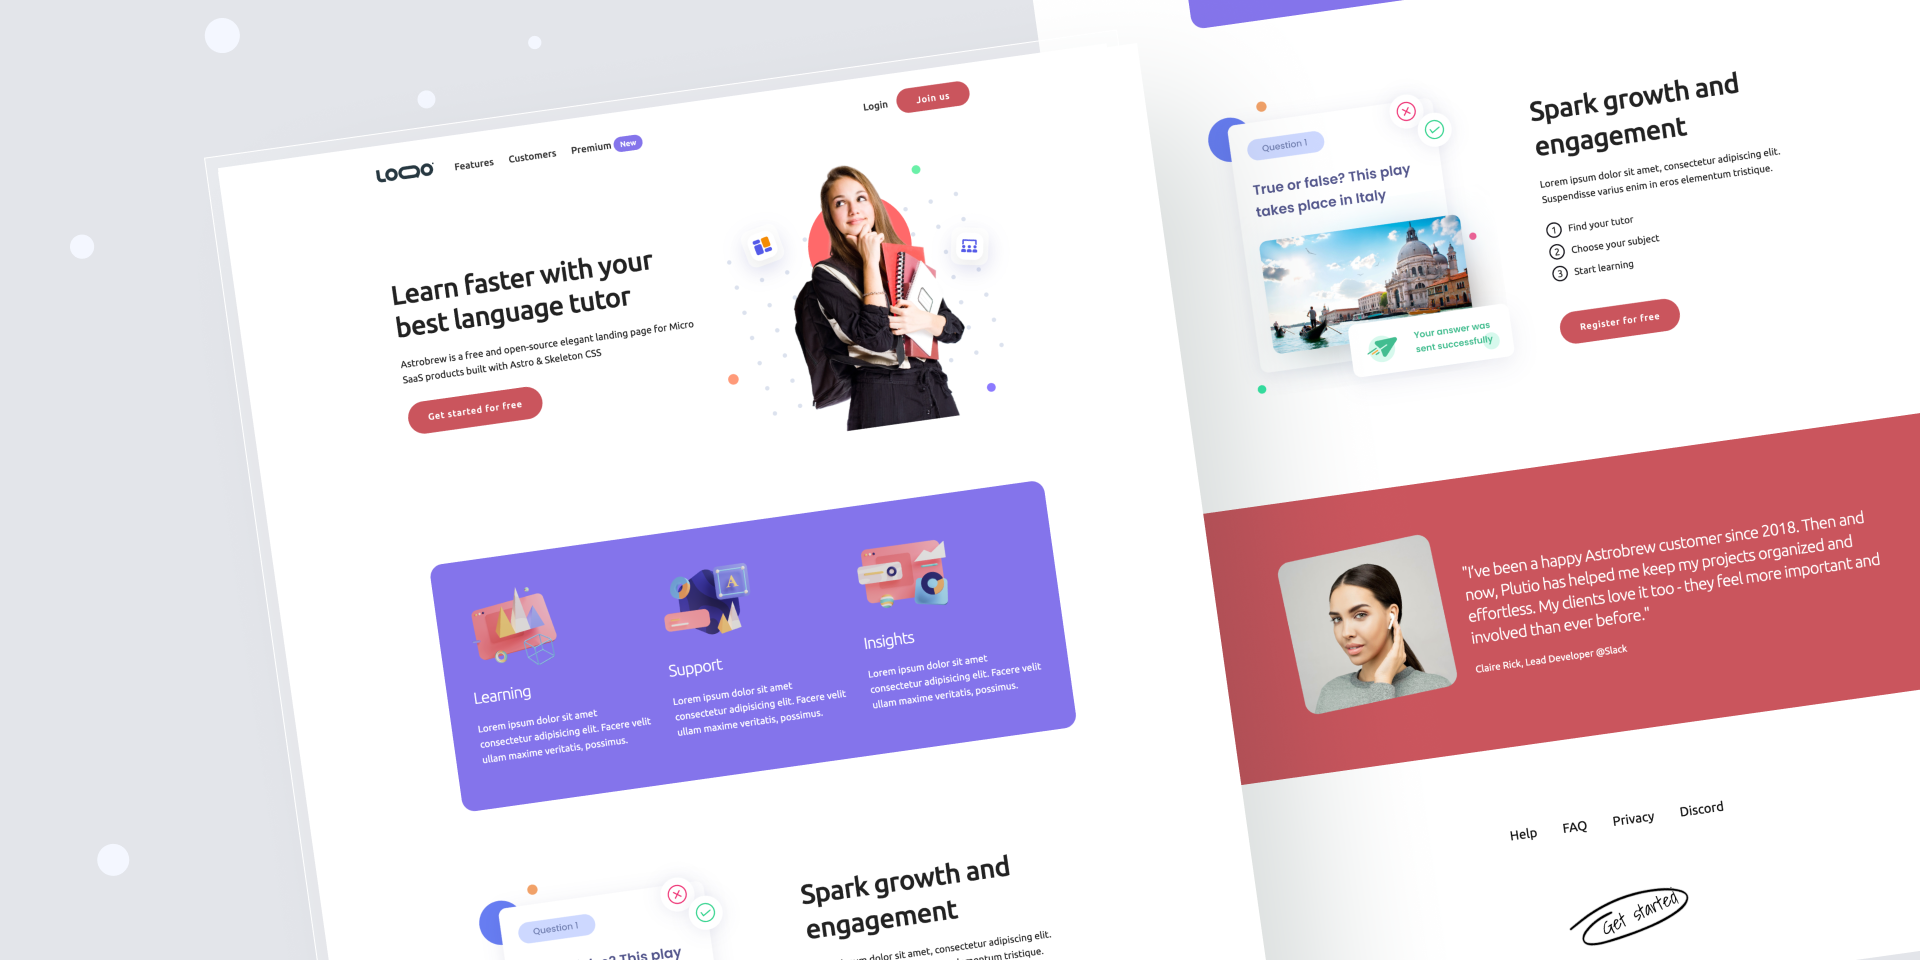 LOQO
Features
Customers
Premium
New
Login
Join us
Learn faster with your
best language tutor
Astrobrew is a free and open-source elegant landing page for Micro
SaaS products built with Astro & Skeleton CSS
Get started for free
A
Learning
Lorem ipsum dolor sit amet
consectetur adipisicing elit. Facere velit
ullam maxime veritatis, possimus.
Support
Lorem ipsum dolor sit amet
consectetur adipisicing elit. Facere velit
ullam maxime veritatis, possimus.
Insights
Lorem ipsum dolor sit amet
consectetur adipisicing elit. Facere velit
ullam maxime veritatis, possimus.
Question 1
This play
Spark growth and
engagement
dolor sit amet, consectetur adipiscing elit.
tristique.
Question 1
True or false? This play
takes place in Italy
Your answer was
sent successfully
Spark growth and
engagement
Lorem ipsum dolor sit amet, consectetur adipiscing elit.
Suspendisse varius enim in eros elementum tristique.
1 Find your tutor
2 Choose your subject
3 Start learning
Register for free
"I've been a happy Astrobrew customer since 2018. Then and
now, Plutio has helped me keep my projects organized and
effortless. My clients love it too - they feel more important and
involved than ever before."
Claire Rick, Lead Developer @Slack
Help
FAQ
Privacy
Discord
Get started